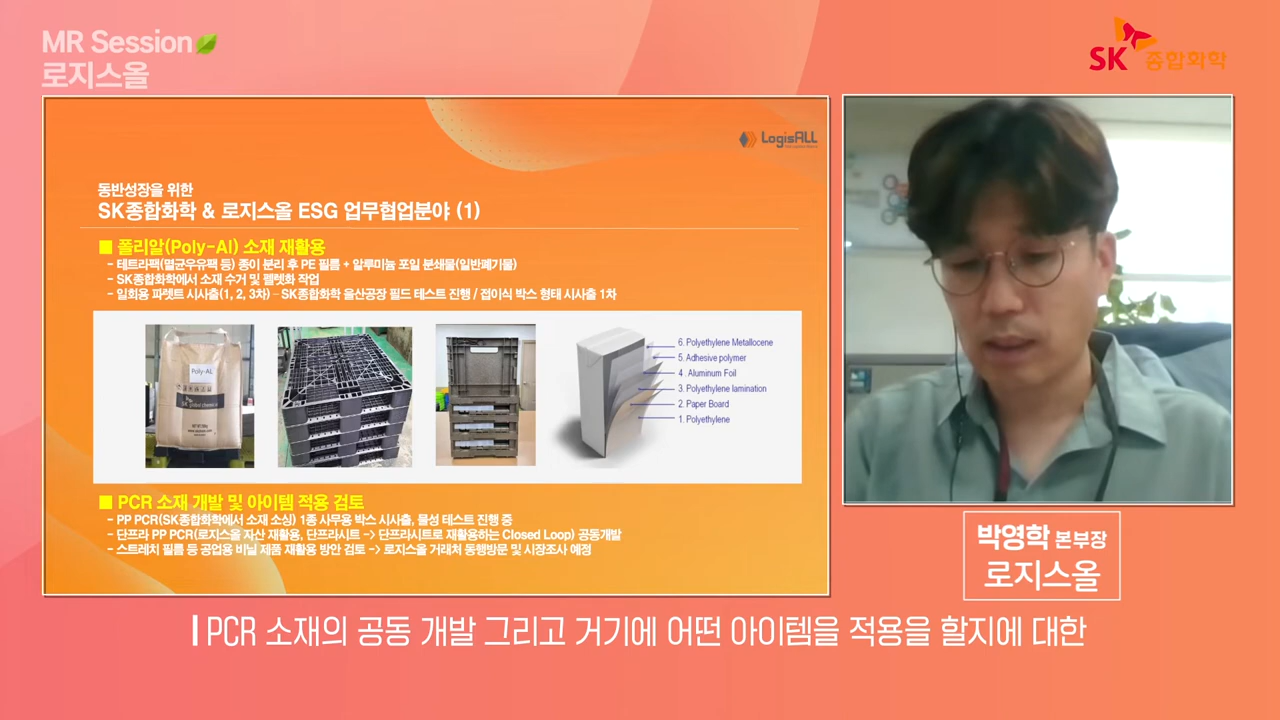 MR Session
로지스올
SK 종합화학
LogisALL
동반성장을 위한
SK종합화학 & 로지스올 ESG 업무협업분야 (1)
■ 폴리알(Poly-Al) 소재 재활용
- 테트라팩(멸균우유팩 등) 종이 분리 후 PE 필름 + 알루미늄 포일 분쇄물(일반폐기물)
- SK종합화학에서 소재 수거 및 펠렛화 작업
- 일회용 파렛트 시사출(1, 2, 3차) – SK종합화학 울산공장 필드 테스트 진행 / 접이식 박스 형태 시사출 1차
Poly-AL
SK global chemical
6. Polyethylene Metallocene
5. Adhesive polymer
4 . Aluminum Foil
3. Polyethylene lamination
2. Paper Board
1. Polyethylene
■ PCR 소재 개발 및 아이템 적용 검토
- PP PCR(SK종합화학에서 소재 소싱) 1종 사무용 박스 시사출, 물성 테스트 진행 중
- 단프라 PP PCR(로지스올 자산 재활용, 단프라시트 -> 단프라시트로 재활용하는 Closed Loop) 공동개발
- 스트레치 필름 등 공업용 비닐 제품 재활용 방안 검토 -> 로지스올 거래처 동행방문 및 시장조사 예정
박영학 본부장
로지스올
PCR 소재의 공동 개발 그리고 거기에 어떤 아이템을 적용을 할지에 대한